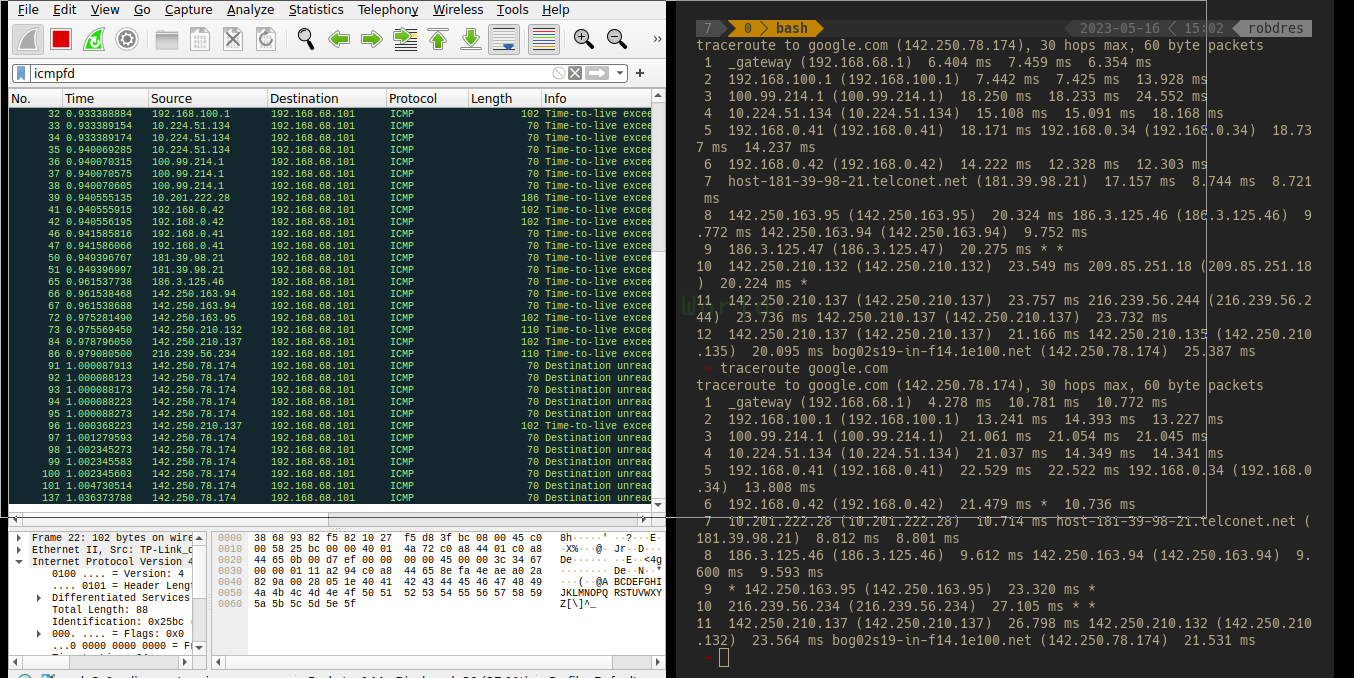 File Edit View Go Capture Analyze Statistics Telephony Wireless Tools Help
icmpfd
No. Time Source Destination Protocol Length Info
32 0.933388884 192.168.100.1 192.168.68.101 ICMP 102 Time-to-live excee
33 0.933389154 10.224.51.134 192.168.68.101 ICMP 70 Time-to-live excee
34 0.933389174 10.224.51.134 192.168.68.101 ICMP 70 Time-to-live excee
35 0.940069285 10.224.51.134 192.168.68.101 ICMP 70 Time-to-live excee
36 0.940070315 100.99.214.1 192.168.68.101 ICMP 70 Time-to-live excee
37 0.940070575 100.99.214.1 192.168.68.101 ICMP 70 Time-to-live excee
38 0.940070605 100.99.214.1 192.168.68.101 ICMP 70 Time-to-live excee
39 0.940555135 10.201.222.28 192.168.68.101 ICMP 186 Time-to-live excee
41 0.940555915 192.168.0.42 192.168.68.101 ICMP 102 Time-to-live excee
42 0.940556195 192.168.0.42 192.168.68.101 ICMP 102 Time-to-live excee
46 0.941585816 192.168.0.41 192.168.68.101 ICMP 70 Time-to-live excee
47 0.941586066 192.168.0.41 192.168.68.101 ICMP 70 Time-to-live excee
50 0.949396767 181.39.98.21 192.168.68.101 ICMP 70 Time-to-live excee
51 0.949396997 181.39.98.21 192.168.68.101 ICMP 70 Time-to-live excee
65 0.961537738 186.3.125.46 192.168.68.101 ICMP 70 Time-to-live excee
66 0.961538468 142.250.163.94 192.168.68.101 ICMP 70 Time-to-live excee
67 0.961538688 142.250.163.94 192.168.68.101 ICMP 70 Time-to-live excee
72 0.975281490 142.250.163.95 192.168.68.101 ICMP 102 Time-to-live excee
73 0.975569450 142.250.210.132 192.168.68.101 ICMP 110 Time-to-live excee
84 0.978796050 142.250.210.137 192.168.68.101 ICMP 102 Time-to-live excee
86 0.979080500 216.239.56.234 192.168.68.101 ICMP 110 Time-to-live excee
91 1.000087913 142.250.78.174 192.168.68.101 ICMP 70 Destination unreac
92 1.000088123 142.250.78.174 192.168.68.101 ICMP 70 Destination unreac
93 1.000088173 142.250.78.174 192.168.68.101 ICMP 70 Destination unreac
94 1.000088223 142.250.78.174 192.168.68.101 ICMP 70 Destination unreac
95 1.000088273 142.250.78.174 192.168.68.101 ICMP 70 Destination unreac
96 1.000368223 142.250.210.137 192.168.68.101 ICMP 102 Time-to-live excee
97 1.001279593 142.250.78.174 192.168.68.101 ICMP 70 Destination unreac
98 1.002345273 142.250.78.174 192.168.68.101 ICMP 70 Destination unreac
99 1.002345583 142.250.78.174 192.168.68.101 ICMP 70 Destination unreac
100 1.002345603 142.250.78.174 192.168.68.101 ICMP 70 Destination unreac
101 1.004730514 142.250.78.174 192.168.68.101 ICMP 70 Destination unreac
137 1.036373788 142.250.78.174 192.168.68.101 ICMP 70 Destination unreac
Frame 22: 102 bytes on wire
Ethernet II, Src: TP-Link_d
Internet Protocol Version 4
0100 .... = Version: 4
.... 0101 = Header Lengt
Differentiated Services
Total Length: 88
Identification: 0x25bc
000. .... = Flags: 0x0
...0 0000 0000 0000 = Fr
0000 38 68 93 82 f5 82 10 27 f5 d8 3f bc 08 00 45 c0 8h·····' ··?···E·
0010 00 58 25 bc 00 00 40 01 4a 72 c0 a8 44 01 c0 a8 ·X%···@· Jr··D···
0020 44 65 0b 00 d7 ef 00 00 00 00 45 00 00 3c 34 67 De······ ··E··<4g
0030 00 00 01 11 a2 94 c0 a8 44 65 8e fa 4e ae a0 2a ········ De··N··*
0040 82 9a 00 28 05 1e 40 41 42 43 44 45 46 47 48 49 ···(··@A BCDEFGHI
0050 4a 4b 4c 4d 4e 4f 50 51 52 53 54 55 56 57 58 59 JKLMNOPQ RSTUVWXY
0060 5a 5b 5c 5d 5e 5f Z[\]^_
7 0 bash 2023-05-16 15:02 robdres
traceroute to google.com (142.250.78.174), 30 hops max, 60 byte packets
1 _gateway (192.168.68.1) 6.404 ms 7.459 ms 6.354 ms
2 192.168.100.1 (192.168.100.1) 7.442 ms 7.425 ms 13.928 ms
3 100.99.214.1 (100.99.214.1) 18.250 ms 18.233 ms 24.552 ms
4 10.224.51.134 (10.224.51.134) 15.108 ms 15.091 ms 18.168 ms
5 192.168.0.41 (192.168.0.41) 18.171 ms 192.168.0.34 (192.168.0.34) 18.73
7 ms 14.237 ms
6 192.168.0.42 (192.168.0.42) 14.222 ms 12.328 ms 12.303 ms
7 host-181-39-98-21.telconet.net (181.39.98.21) 17.157 ms 8.744 ms 8.721
ms
8 142.250.163.95 (142.250.163.95) 20.324 ms 186.3.125.46 (186.3.125.46) 9
.772 ms 142.250.163.94 (142.250.163.94) 9.752 ms
9 186.3.125.47 (186.3.125.47) 20.275 ms * *
10 142.250.210.132 (142.250.210.132) 23.549 ms 209.85.251.18 (209.85.251.18
) 20.224 ms *
11 142.250.210.137 (142.250.210.137) 23.757 ms 216.239.56.244 (216.239.56.2
44) 23.736 ms 142.250.210.137 (142.250.210.137) 23.732 ms
12 142.250.210.137 (142.250.210.137) 21.166 ms 142.250.210.135 (142.250.210
.135) 20.095 ms bog02s19-in-f14.1e100.net (142.250.78.174) 25.387 ms
~ traceroute google.com
traceroute to google.com (142.250.78.174), 30 hops max, 60 byte packets
1 _gateway (192.168.68.1) 4.278 ms 10.781 ms 10.772 ms
2 192.168.100.1 (192.168.100.1) 13.241 ms 14.393 ms 13.227 ms
3 100.99.214.1 (100.99.214.1) 21.061 ms 21.054 ms 21.045 ms
4 10.224.51.134 (10.224.51.134) 21.037 ms 14.349 ms 14.341 ms
5 192.168.0.41 (192.168.0.41) 22.529 ms 22.522 ms 192.168.0.34 (192.168.0
.34) 13.808 ms
6 192.168.0.42 (192.168.0.42) 21.479 ms * 10.736 ms
7 10.201.222.28 (10.201.222.28) 10.714 ms host-181-39-98-21.telconet.net (
181.39.98.21) 8.812 ms 8.801 ms
8 186.3.125.46 (186.3.125.46) 9.612 ms 142.250.163.94 (142.250.163.94) 9.
600 ms 9.593 ms
9 * 142.250.163.95 (142.250.163.95) 23.320 ms *
10 216.239.56.234 (216.239.56.234) 27.105 ms * *
11 142.250.210.137 (142.250.210.137) 26.798 ms 142.250.210.132 (142.250.210
.132) 23.564 ms bog02s19-in-f14.1e100.net (142.250.78.174) 21.531 ms
~